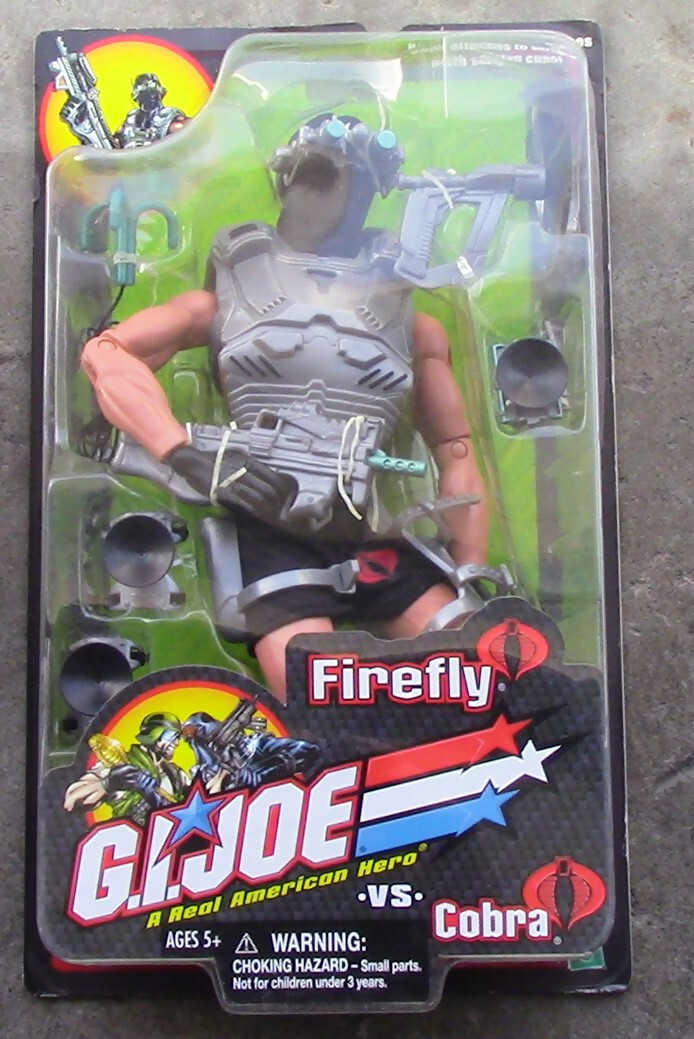 Firefly
G.I.JOE
A Real American Hero®
•VS•
Cobra
AGES 5+
⚠ WARNING:
CHOKING HAZARD – Small parts.
Not for children under 3 years.